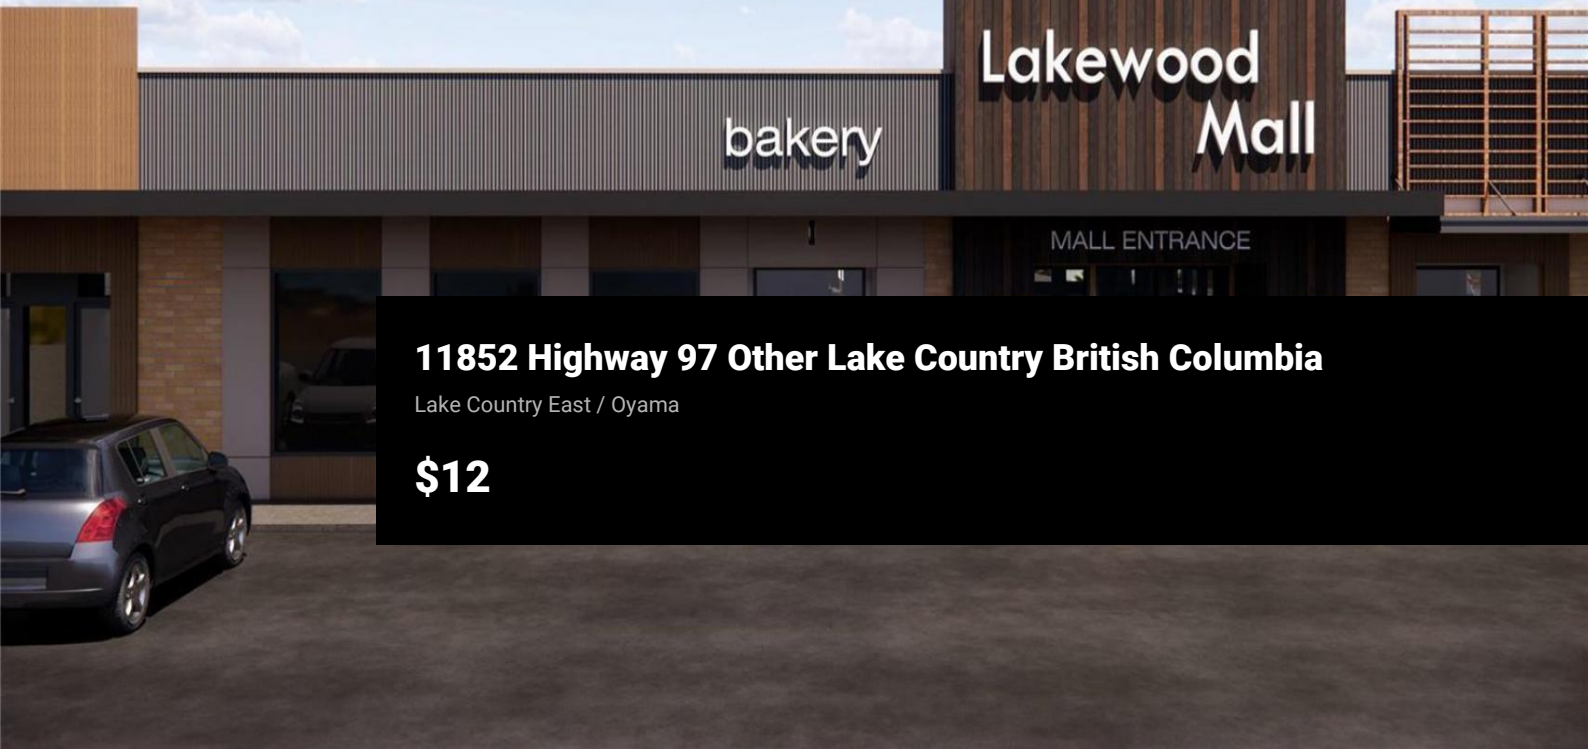 Lakewood
Mall
bakery
MALL ENTRANCE
11852 Highway 97 Other Lake Country British Columbia
Lake Country East / Oyama
$12